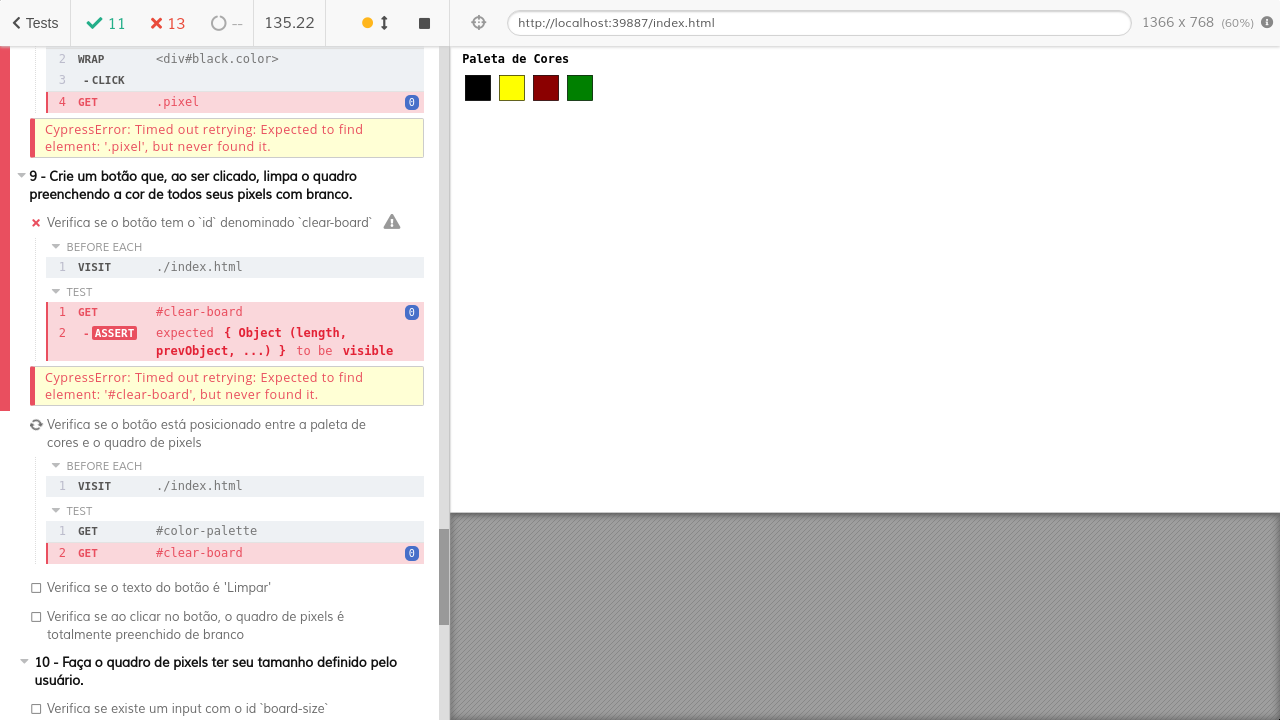 Tests 11 13 -- 135.22
http://localhost:39887/index.html 1366 x 768 (60%)
2 WRAP <div#black.color>
3 -CLICK
4 GET .pixel 0
CypressError: Timed out retrying: Expected to find
element: '.pixel', but never found it.
9 - Crie um botão que, ao ser clicado, limpa o quadro
preenchendo a cor de todos seus pixels com branco.
Verifica se o botão tem o `id` denominado `clear-board`
BEFORE EACH
1 VISIT ./index.html
TEST
1 GET #clear-board 0
2 -ASSERT expected { Object (length,
prevObject, ...) } to be visible
CypressError: Timed out retrying: Expected to find
element: '#clear-board', but never found it.
Verifica se o botão está posicionado entre a paleta de
cores e o quadro de pixels
BEFORE EACH
1 VISIT ./index.html
TEST
1 GET #color-palette
2 GET #clear-board 0
Verifica se o texto do botão é 'Limpar'
Verifica se ao clicar no botão, o quadro de pixels é
totalmente preenchido de branco
10 - Faça o quadro de pixels ter seu tamanho definido pelo
usuário.
Verifica se existe um input com o id `board-size`
Paleta de Cores